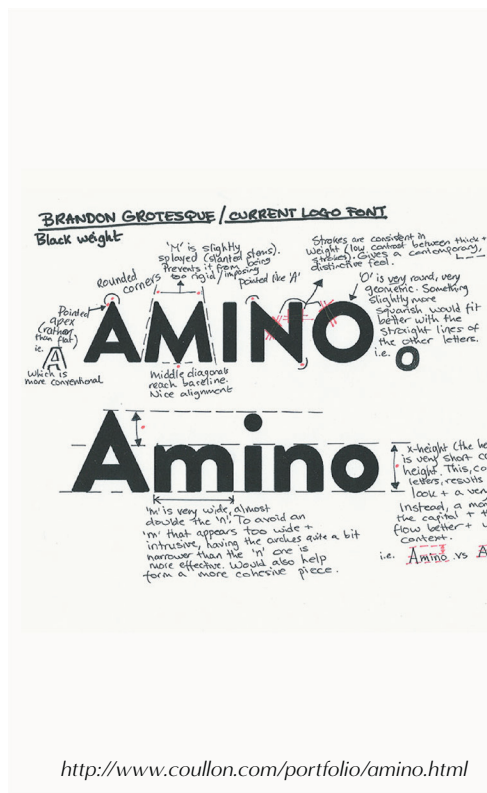 BRANDON GROTESQUE / CURRENT LOGO FONT
Black weight
'M' is slightly
splayed (slanted stems).
Prevents it from being
too rigid / imposing
Rounded
corners
Pointed like 'A'
Strokes are consistent in
weight (low contrast between thick +
strokes). Gives a contemporary,
distinctive feel.
'O' is very round, very
geometric. Something
slightly more
squarish would fit
better with the
straight lines of
the other letters.
i.e. O
Pointed
apex
(rather
than flat)
ie. A
which is
more conventional
AMINO.
Middle diagonals
reach baseline.
Nice alignment
Amino
x-height (the
is very short
height. This,
letters, results
look + a
Instead, a
the capital +
flow better +
context.
i.e. Amino vs A
'm' is very wide, almost
double the 'n'. To avoid an
'm' that appears too wide +
intrusive, having the arches quite a bit
narrower than the 'n' one is
more effective. Would also help
form a more cohesive piece.
http://www.coullon.com/portfolio/amino.html